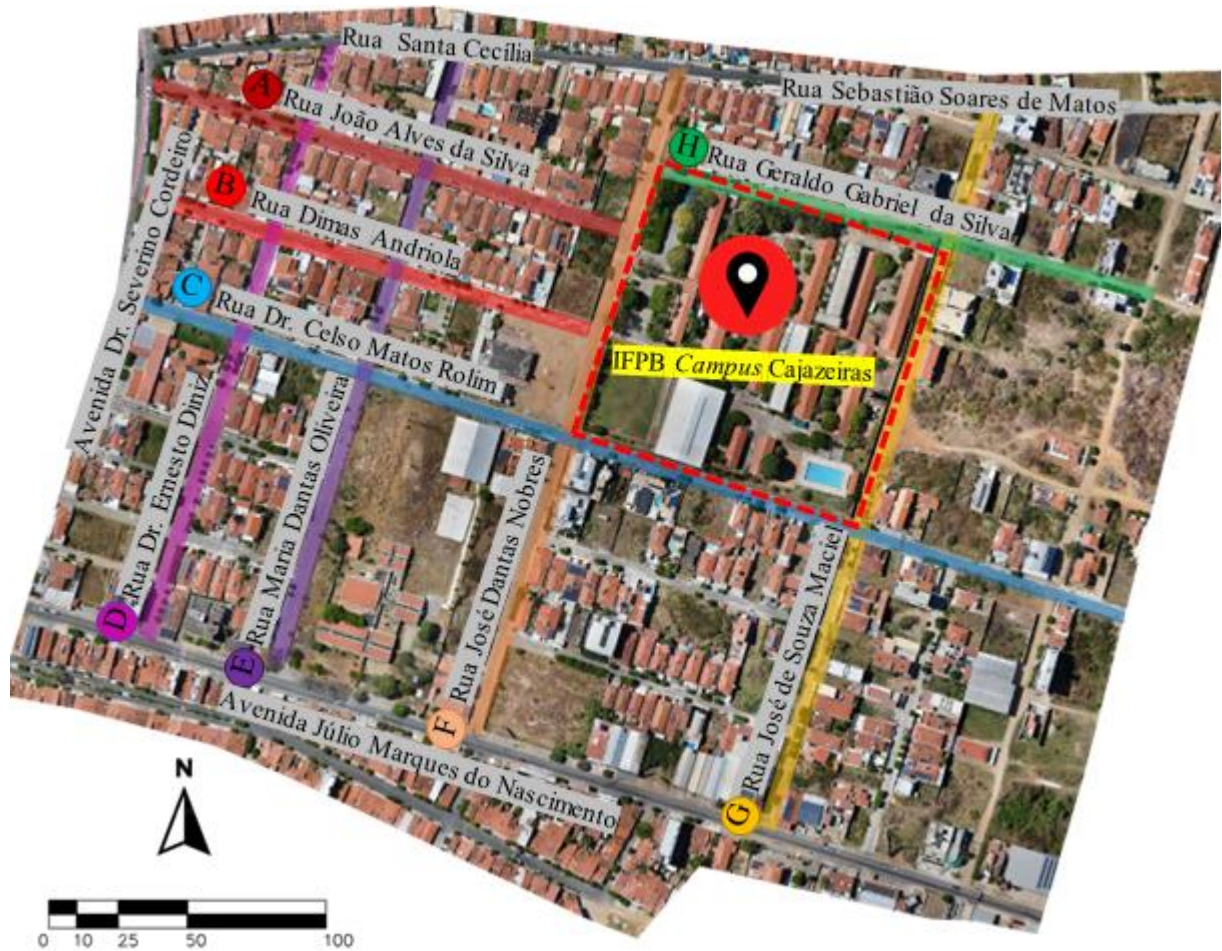 Rua Santa Cecília
Rua Sebastião Soares de Matos
A
Rua João Alves da Silva
H
Rua Geraldo Gabriel da Silva
B
Rua Dimas Andriola
Avenida Dr. Severino Cordeiro
C
Rua Dr. Celso Matos Rolim
IFPB Campus Cajazeiras
D
Rua Dr. Ernesto Diniz
E
Rua Maria Dantas Oliveira
F
Rua José Dantas Nobres
G
Rua José de Souza Maciel
Avenida Júlio Marques do Nascimento
N
0 10 25 50 100